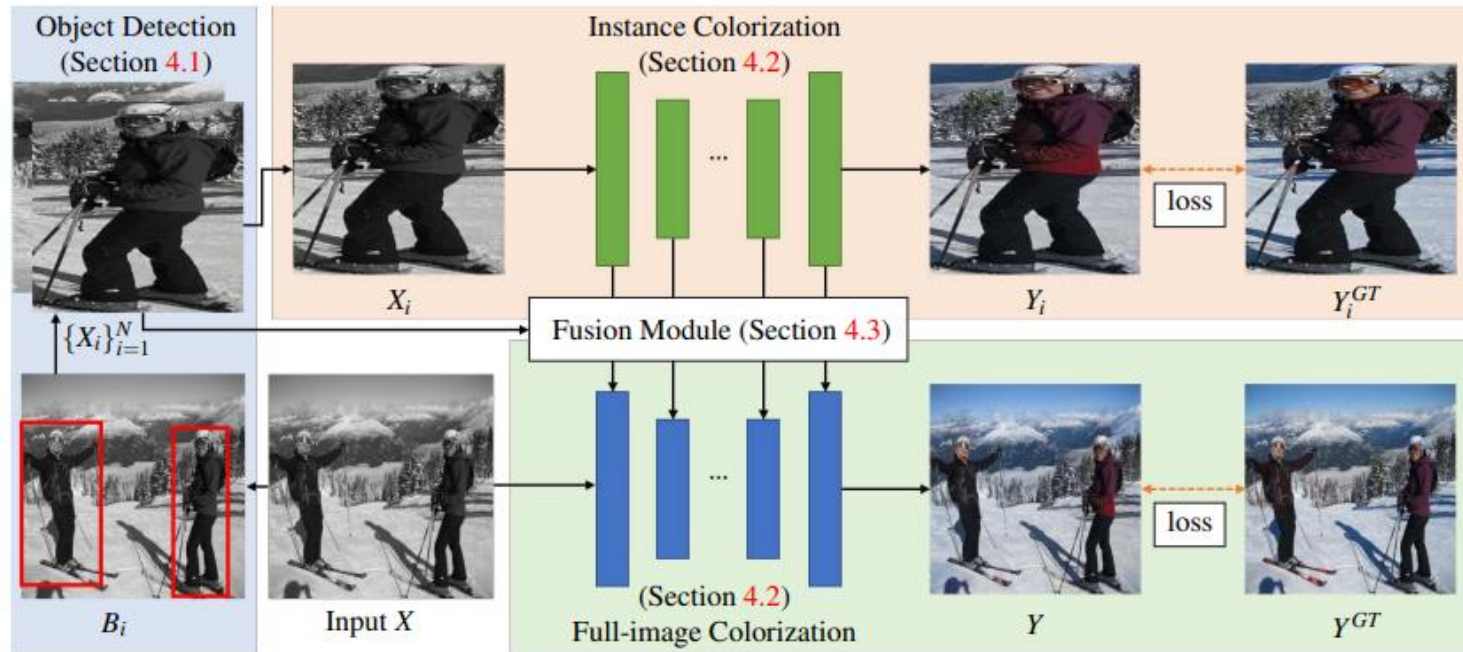 Object Detection
(Section 4.1)
Instance Colorization
(Section 4.2)
...
loss
$X_i$
$Y_i$
$Y_i^{GT}$
$\{X_i\}_{i=1}^N$
Fusion Module (Section 4.3)
...
loss
(Section 4.2)
$B_i$
Input $X$
Full-image Colorization
$Y$
$Y^{GT}$